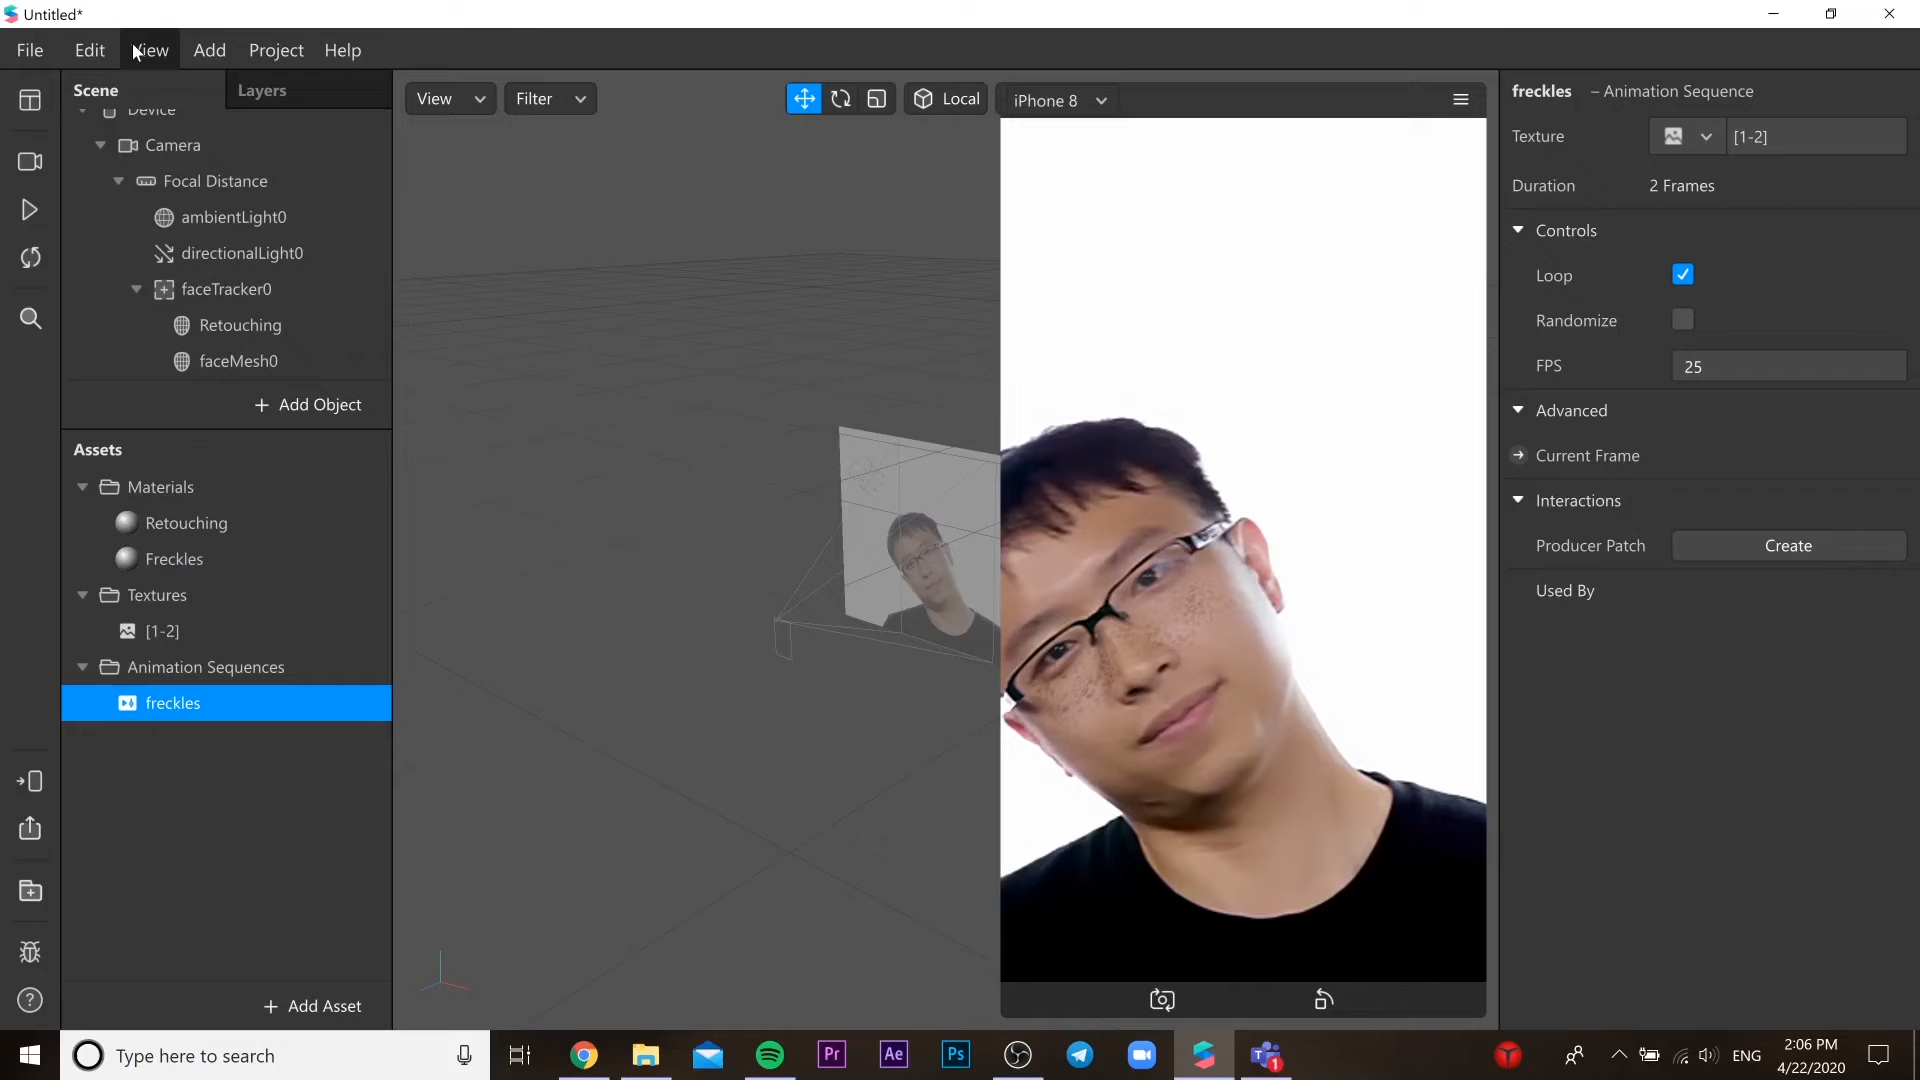 Untitled*
File Edit View Add Project Help
Scene Layers
Device
Camera
Focal Distance
ambientLight0
directionalLight0
faceTracker0
Retouching
faceMesh0
+ Add Object
Assets
Materials
Retouching
Freckles
Textures
[1-2]
Animation Sequences
freckles
+ Add Asset
View Filter Local
iPhone 8
freckles – Animation Sequence
Texture [1-2]
Duration 2 Frames
Controls
Loop
Randomize
FPS 25
Advanced
Current Frame
Interactions
Producer Patch Create
Used By
Type here to search
Pr Ae Ps 1 ENG
2:06 PM
4/22/2020